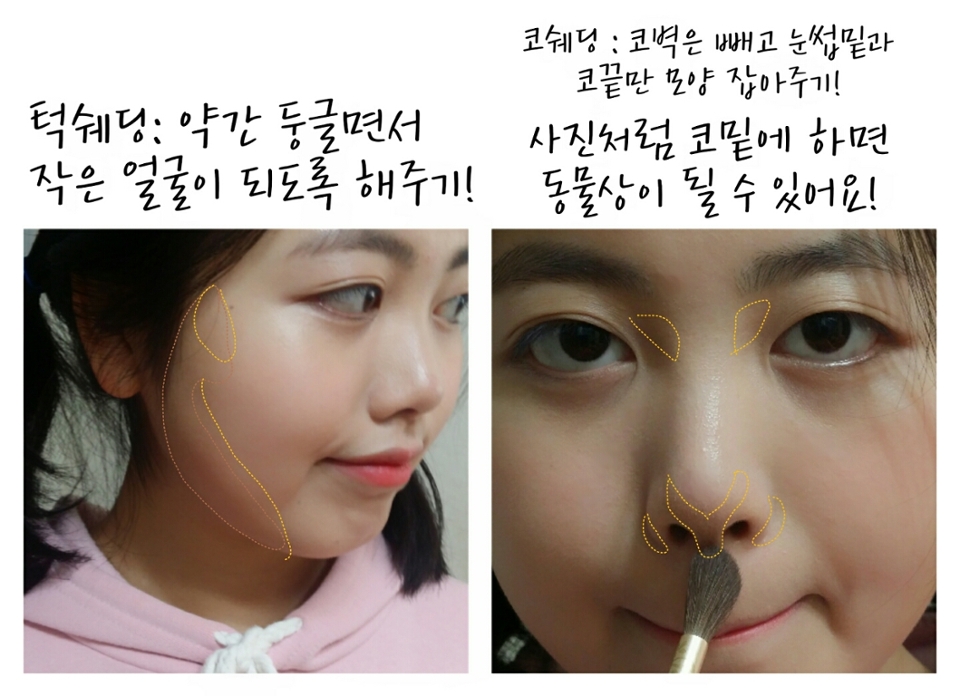 턱쉐딩: 약간 둥글면서
작은 얼굴이 되도록 해주기!
코쉐딩 : 코벽은 빼고 눈썹밑과
코끝만 모양 잡아주기!
사진처럼 코밑에 하면
동물상이 될 수 있어요!